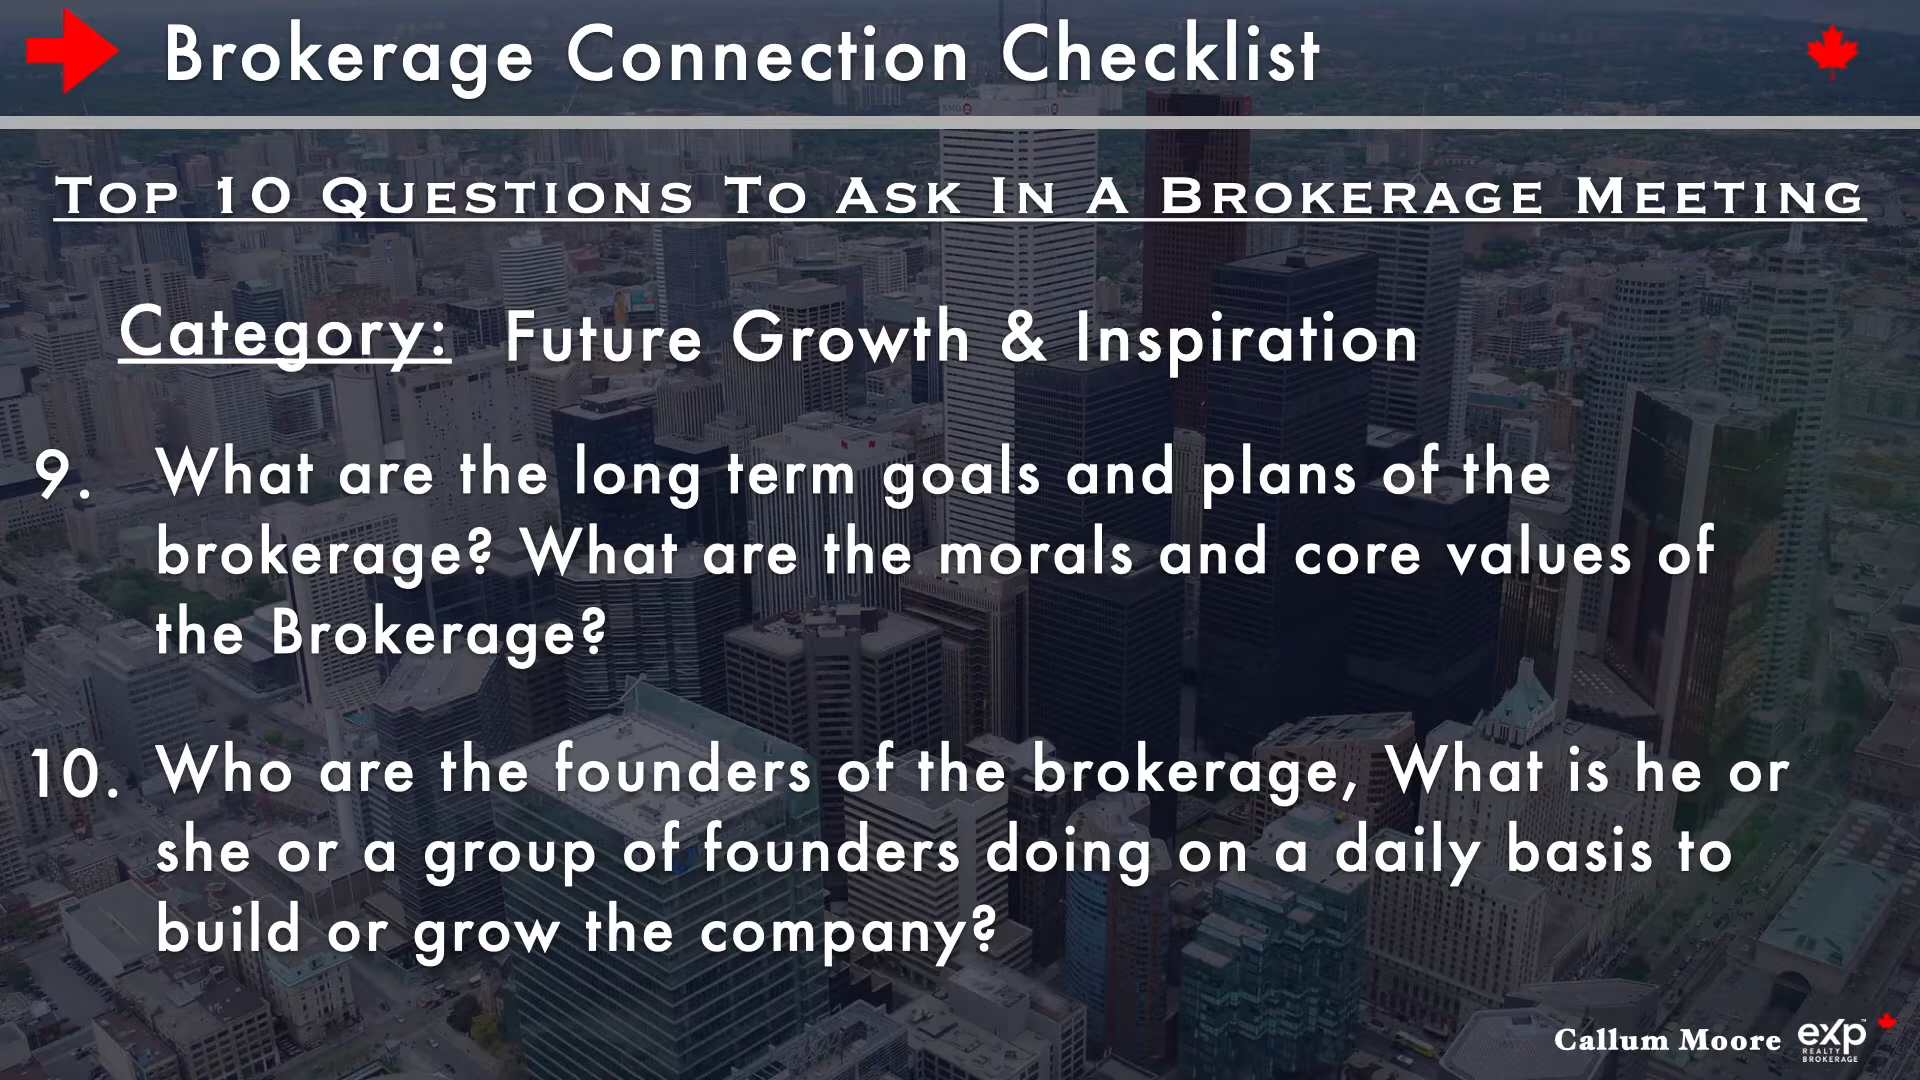 Brokerage Connection Checklist
Top 10 Questions To Ask In A Brokerage Meeting
Category: Future Growth & Inspiration
9. What are the long term goals and plans of the
brokerage? What are the morals and core values of
the Brokerage?
10. Who are the founders of the brokerage, What is he or
she or a group of founders doing on a daily basis to
build or grow the company?
Callum Moore eXp
REALTY
BROKERAGE